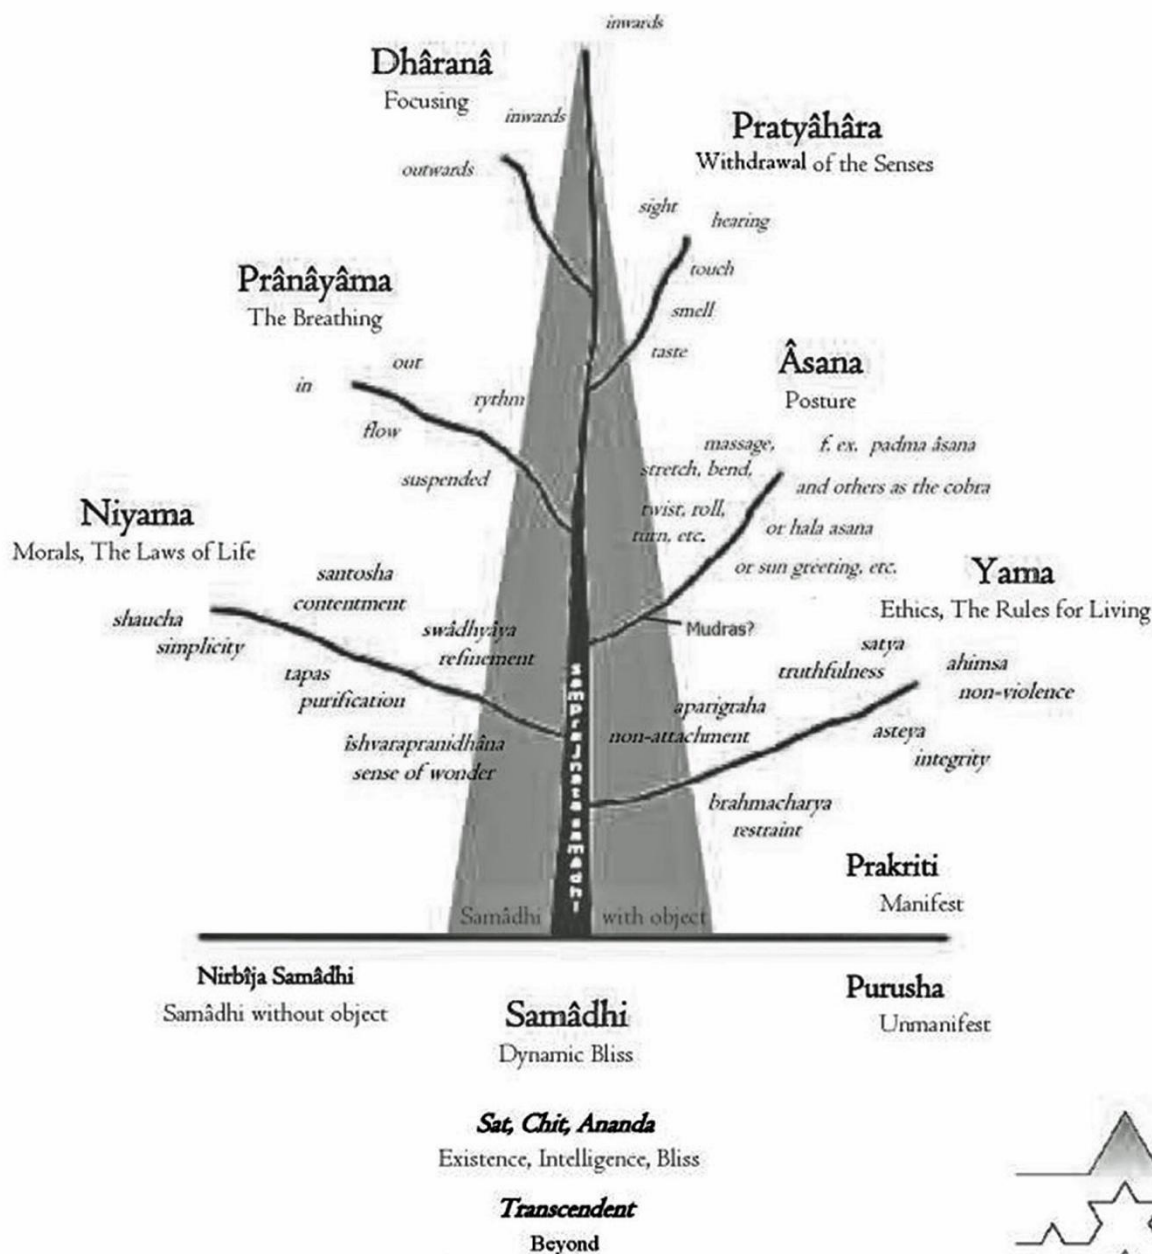 inwards
Dhâranâ
Focusing
inwards
outwards
Pratyâhâra
Withdrawal of the Senses
sight
hearing
touch
smell
taste
Prânâyâma
The Breathing
out
in
rythm
flow
suspended
Âsana
Posture
massage,
stretch, bend,
twist, roll,
turn, etc.
f. ex. padma âsana
and others as the cobra
or hala asana
or sun greeting, etc.
Mudras?
Niyama
Morals, The Laws of Life
santosha
contentment
shaucha
simplicity
swâdhyâya
refinement
tapas
purification
îshvarapranidhâna
sense of wonder
Yama
Ethics, The Rules for Living
satya
truthfulness
ahimsa
non-violence
aparigraha
non-attachment
asteya
integrity
brahmacharya
restraint
samprajnata samâdhi
Samâdhi with object
Prakriti
Manifest
Nirbîja Samâdhi
Samâdhi without object
Purusha
Unmanifest
Samâdhi
Dynamic Bliss
Sat, Chit, Ananda
Existence, Intelligence, Bliss
Transcendent
Beyond